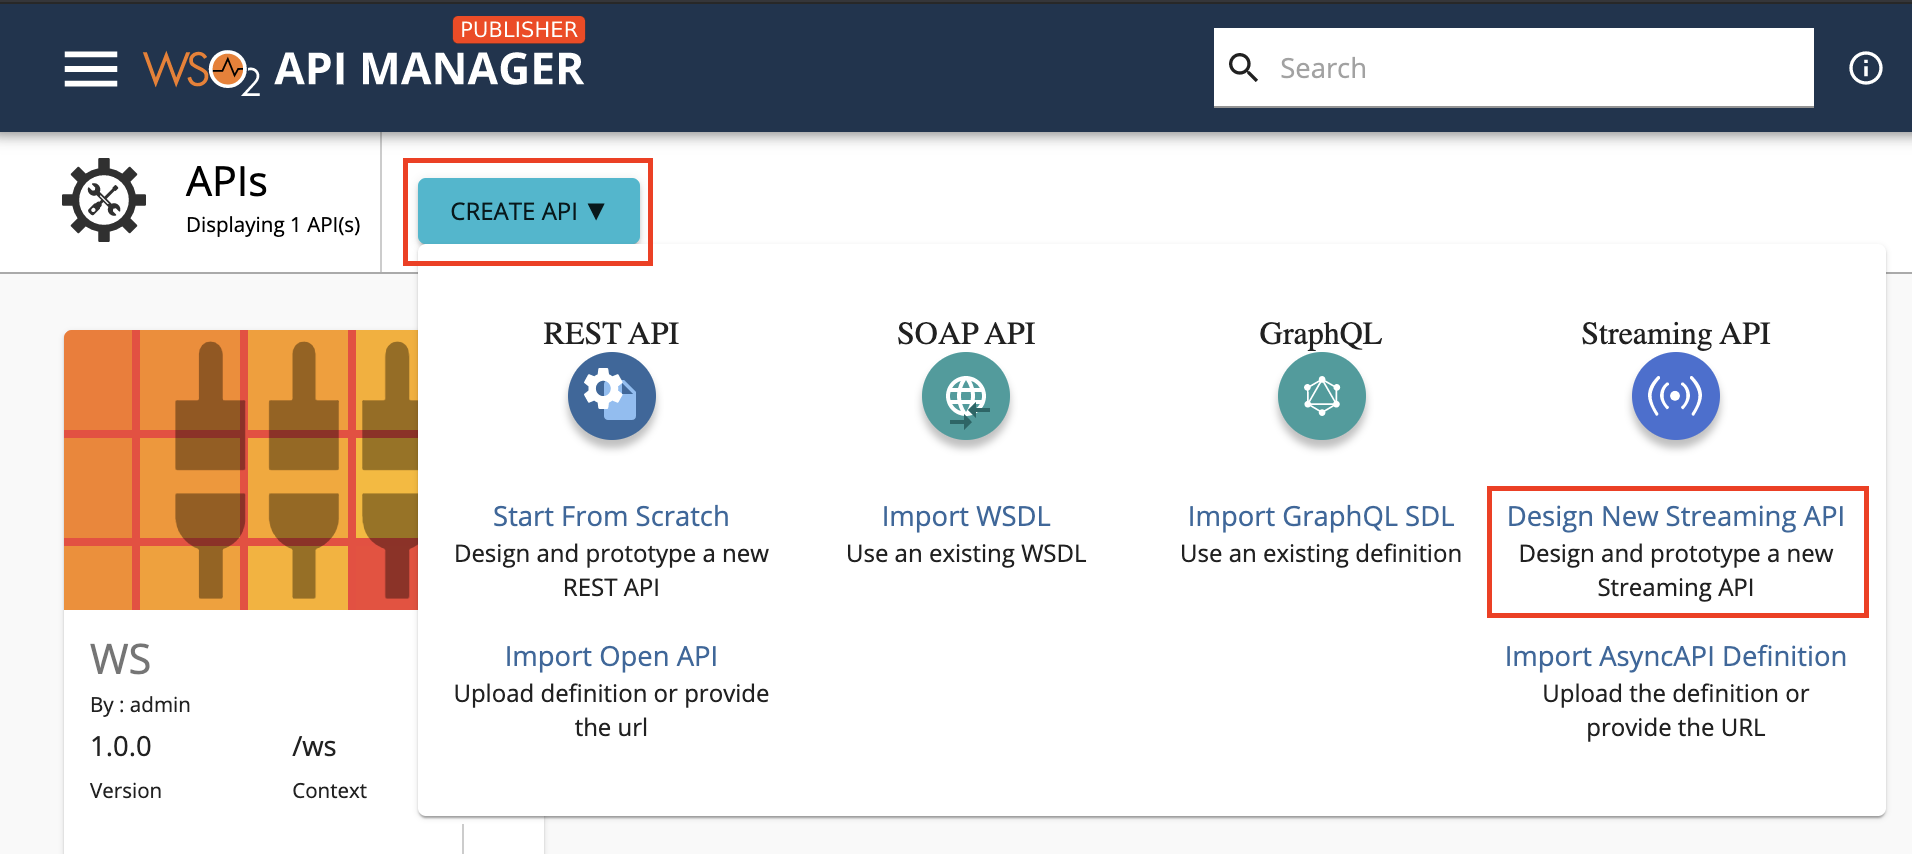 PUBLISHER
WSO2 API MANAGER
Search
APIs
Displaying 1 API(s)
CREATE API ▼
REST API
Start From Scratch
Design and prototype a new
REST API
Import Open API
Upload definition or provide
the url
SOAP API
Import WSDL
Use an existing WSDL
GraphQL
Import GraphQL SDL
Use an existing definition
Streaming API
Design New Streaming API
Design and prototype a new
Streaming API
Import AsyncAPI Definition
Upload the definition or
provide the URL
WS
By : admin
1.0.0 /ws
Version Context